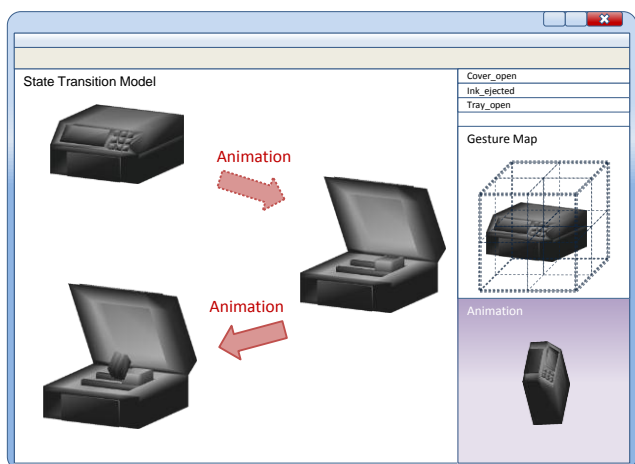 State Transition Model
Animation
Animation
Cover_open
Ink_ejected
Tray_open
Gesture Map
Animation